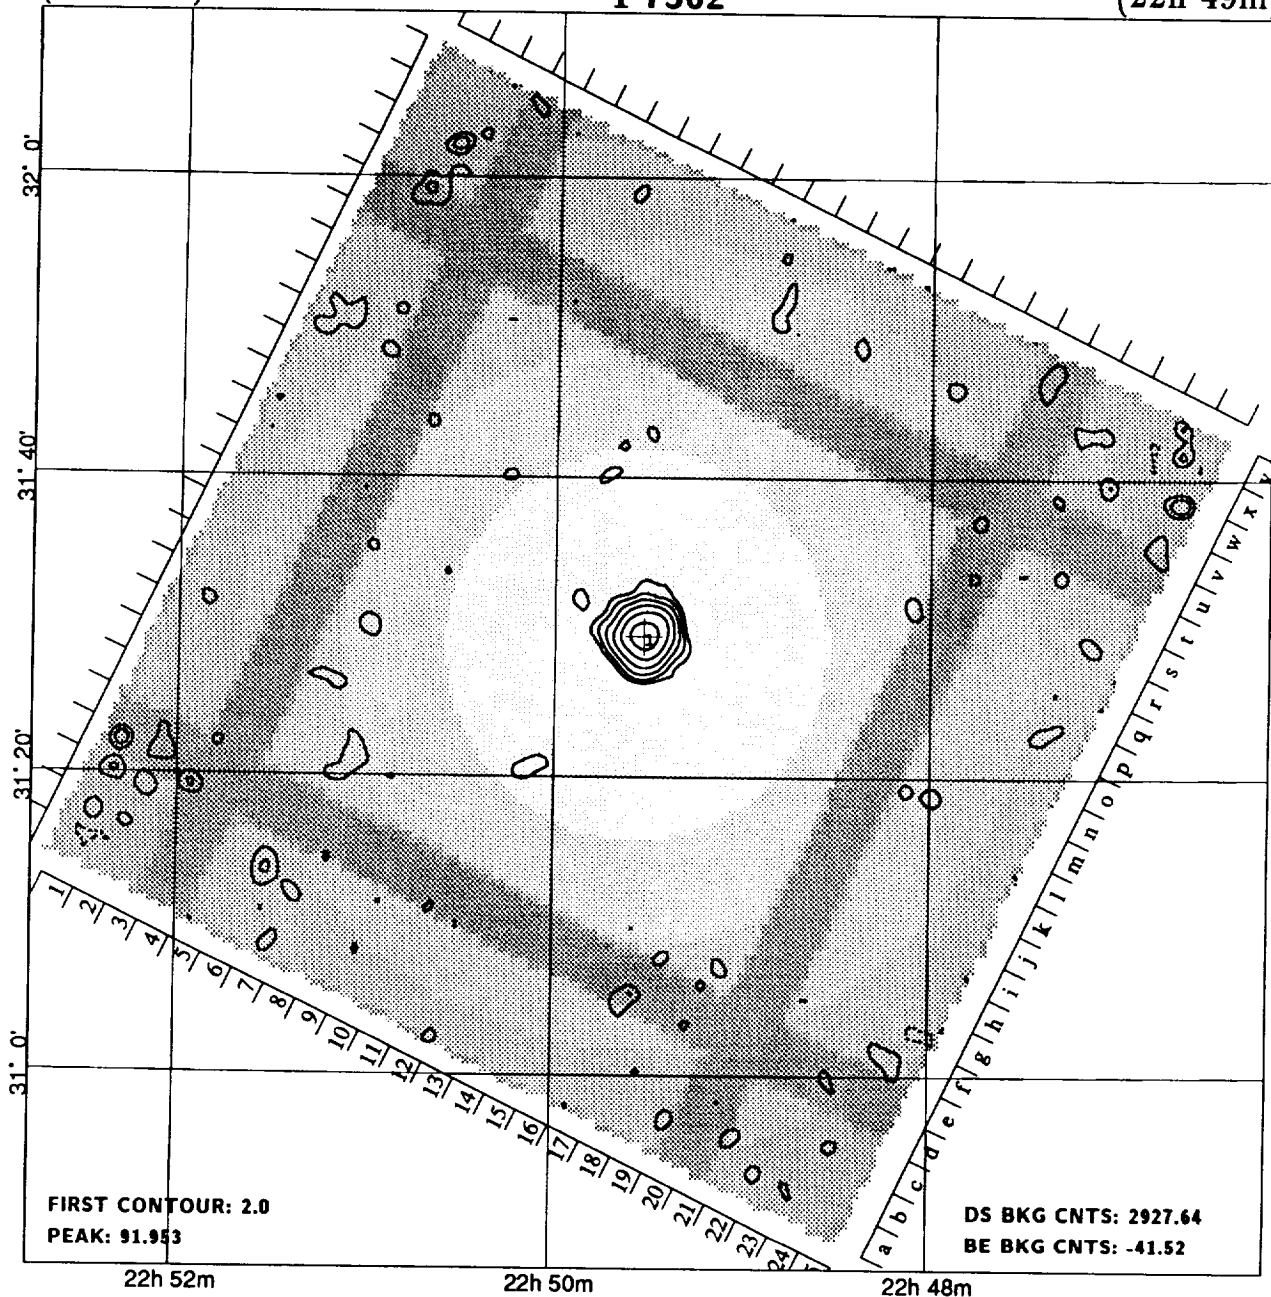 32° 0'
31° 40'
31° 20'
31° 0'
1 2 3 4 5 6 7 8 9 10 11 12 13 14 15 16 17 18 19 20 21 22 23 24
a b c d e f g h i j k l m n o p q r s t u v w x y
1
FIRST CONTOUR: 2.0
PEAK: 91.953
DS BKG CNTS: 2927.64
BE BKG CNTS: -41.52
22h 52m
22h 50m
22h 48m